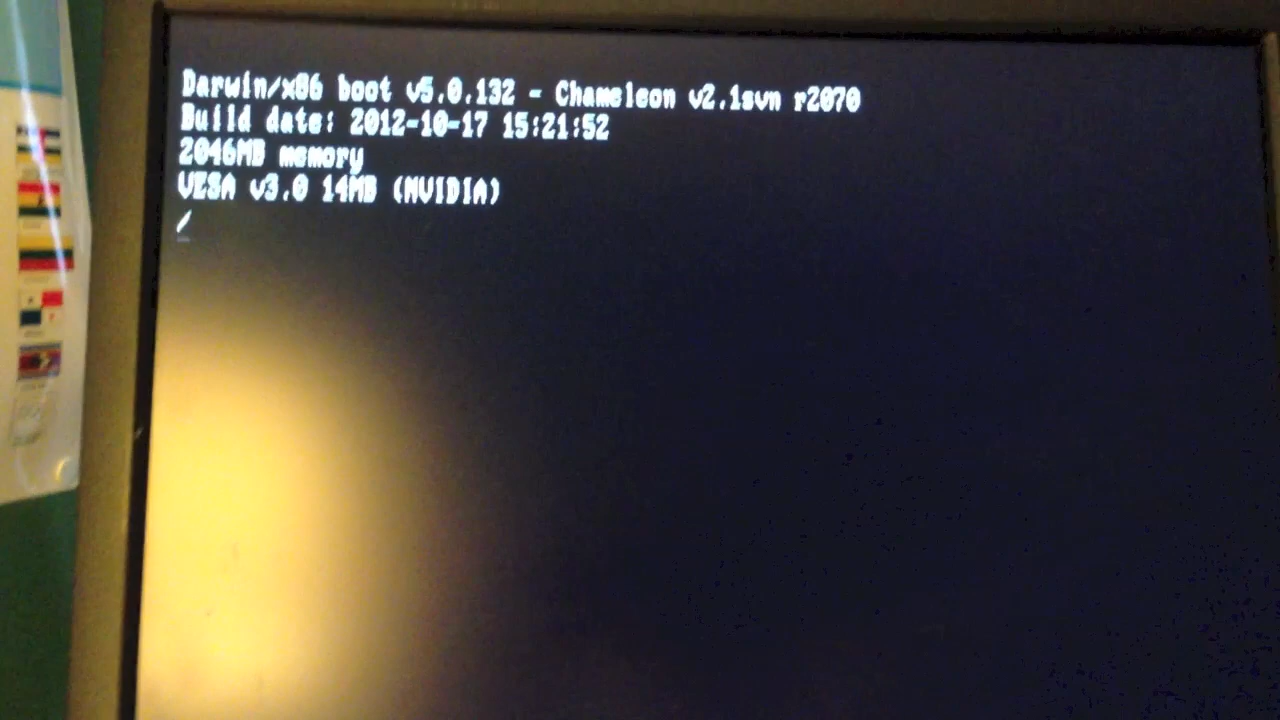 Darwin/x86 boot v5.0.132 - Chameleon v2.1svn r2070
Build date: 2012-10-17 15:21:52
2046MB memory
VESA v3.0 14MB (NVIDIA)
/